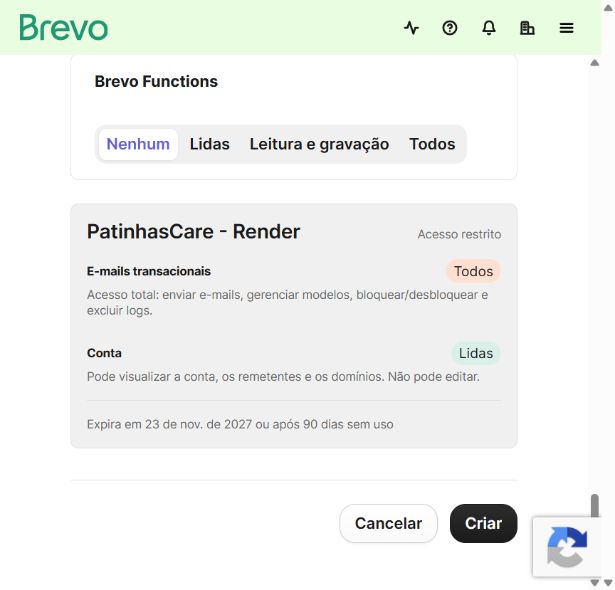 Brevo
Brevo Functions
Nenhum Lidas Leitura e gravação Todos
PatinhasCare - Render Acesso restrito
E-mails transacionais Todos
Acesso total: enviar e-mails, gerenciar modelos, bloquear/desbloquear e
excluir logs.
Conta Lidas
Pode visualizar a conta, os remetentes e os domínios. Não pode editar.
Expira em 23 de nov. de 2027 ou após 90 dias sem uso
Cancelar Criar